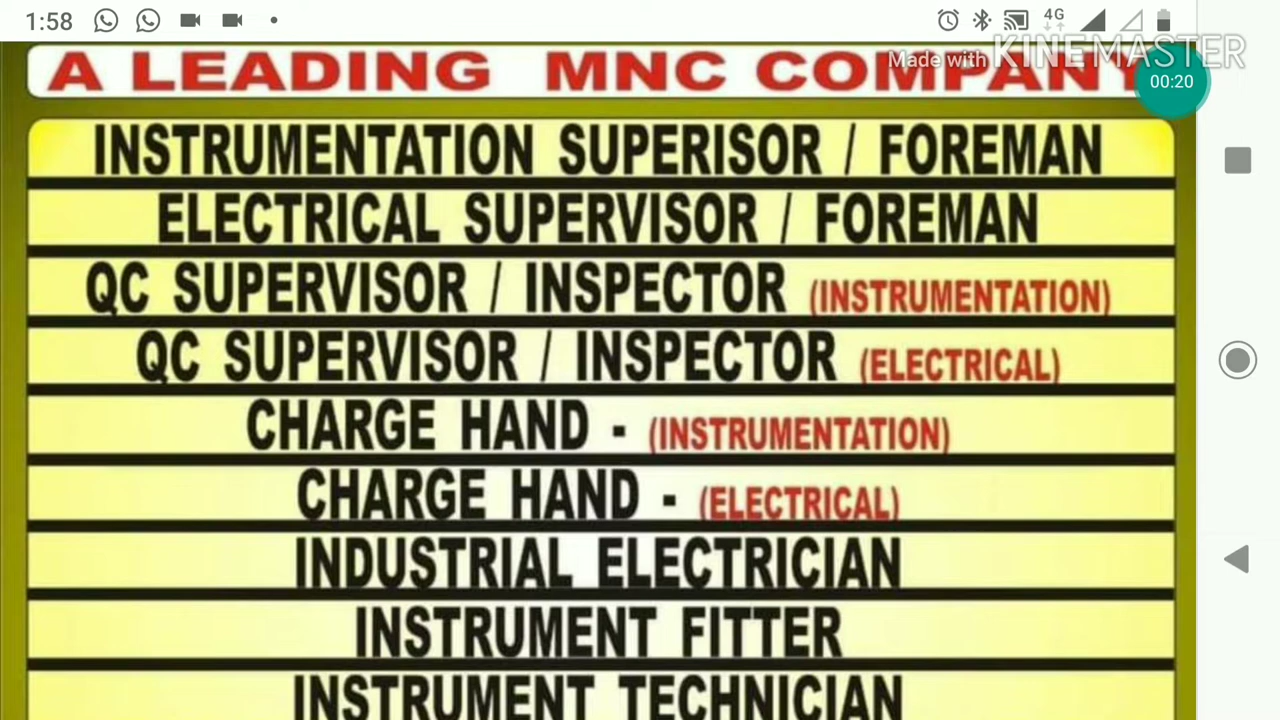 1:58
4G
Made with KINEMASTER
00:20
A LEADING MNC COMPANY
INSTRUMENTATION SUPERISOR / FOREMAN
ELECTRICAL SUPERVISOR / FOREMAN
QC SUPERVISOR / INSPECTOR (INSTRUMENTATION)
QC SUPERVISOR / INSPECTOR (ELECTRICAL)
CHARGE HAND - (INSTRUMENTATION)
CHARGE HAND - (ELECTRICAL)
INDUSTRIAL ELECTRICIAN
INSTRUMENT FITTER
INSTRUMENT TECHNICIAN